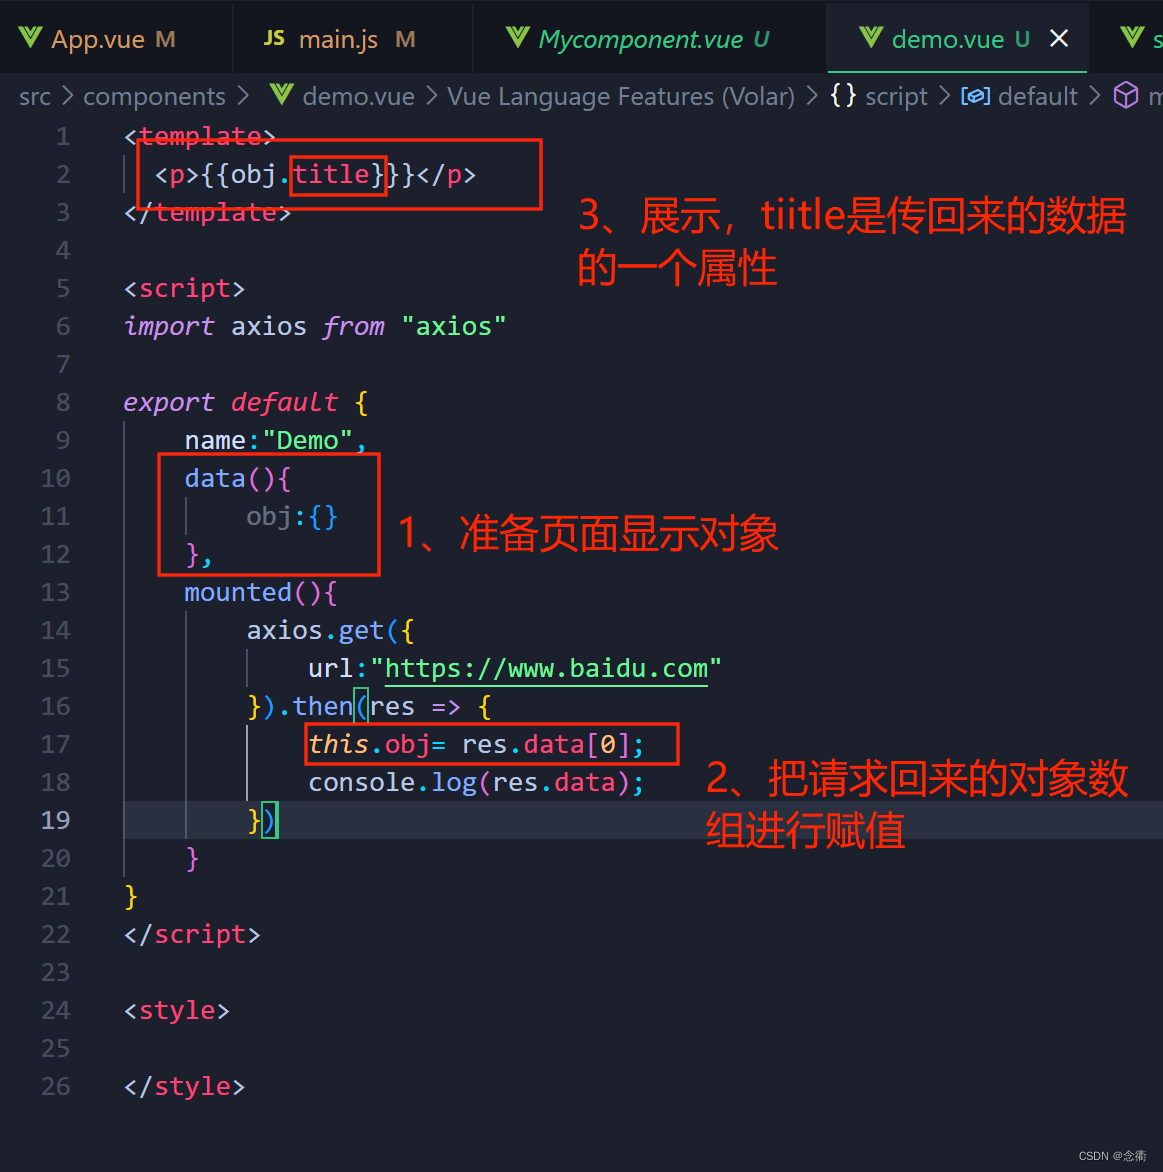 App.vue M JS main.js M Mycomponent.vue U demo.vue U × s
src > components > demo.vue > Vue Language Features (Volar) > {} script > default > m
1 <template>
2 <p>{{obj.title}}}</p>
3 </template>
3、展示，tiitle是传回来的数据
的一个属性
4
5 <script>
6 import axios from "axios"
7
8 export default {
9 name:"Demo",
10 data(){
11 obj:{}
1、准备页面显示对象
12 },
13 mounted(){
14 axios.get({
15 url:"https://www.baidu.com"
16 }).then(res => {
17 this.obj= res.data[0];
18 console.log(res.data);
2、把请求回来的对象数
组进行赋值
19 })
20 }
21 }
22 </script>
23
24 <style>
25
26 </style>
CSDN @念衢